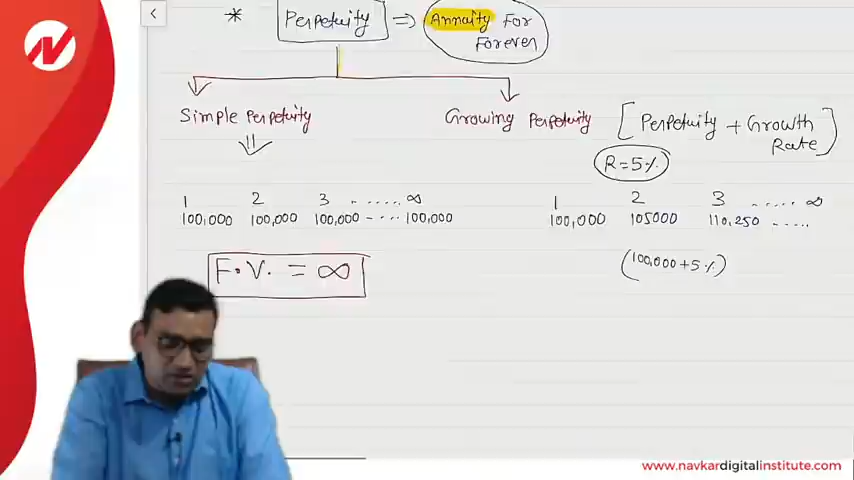 * Perpetuity ⇒ Annuity for
Forever
Simple Perpetuity
Growing Perpetuity [Perpetuity + Growth
Rate]
R = 5%
1 2 3 ...... ∞
100,000 100,000 100,000 ---- 100,000
1 2 3 ...... ∞
100,000 105000 110,250 .....
F.V. = ∞
(100,000 + 5%)
www.navkardigitalinstitute.com